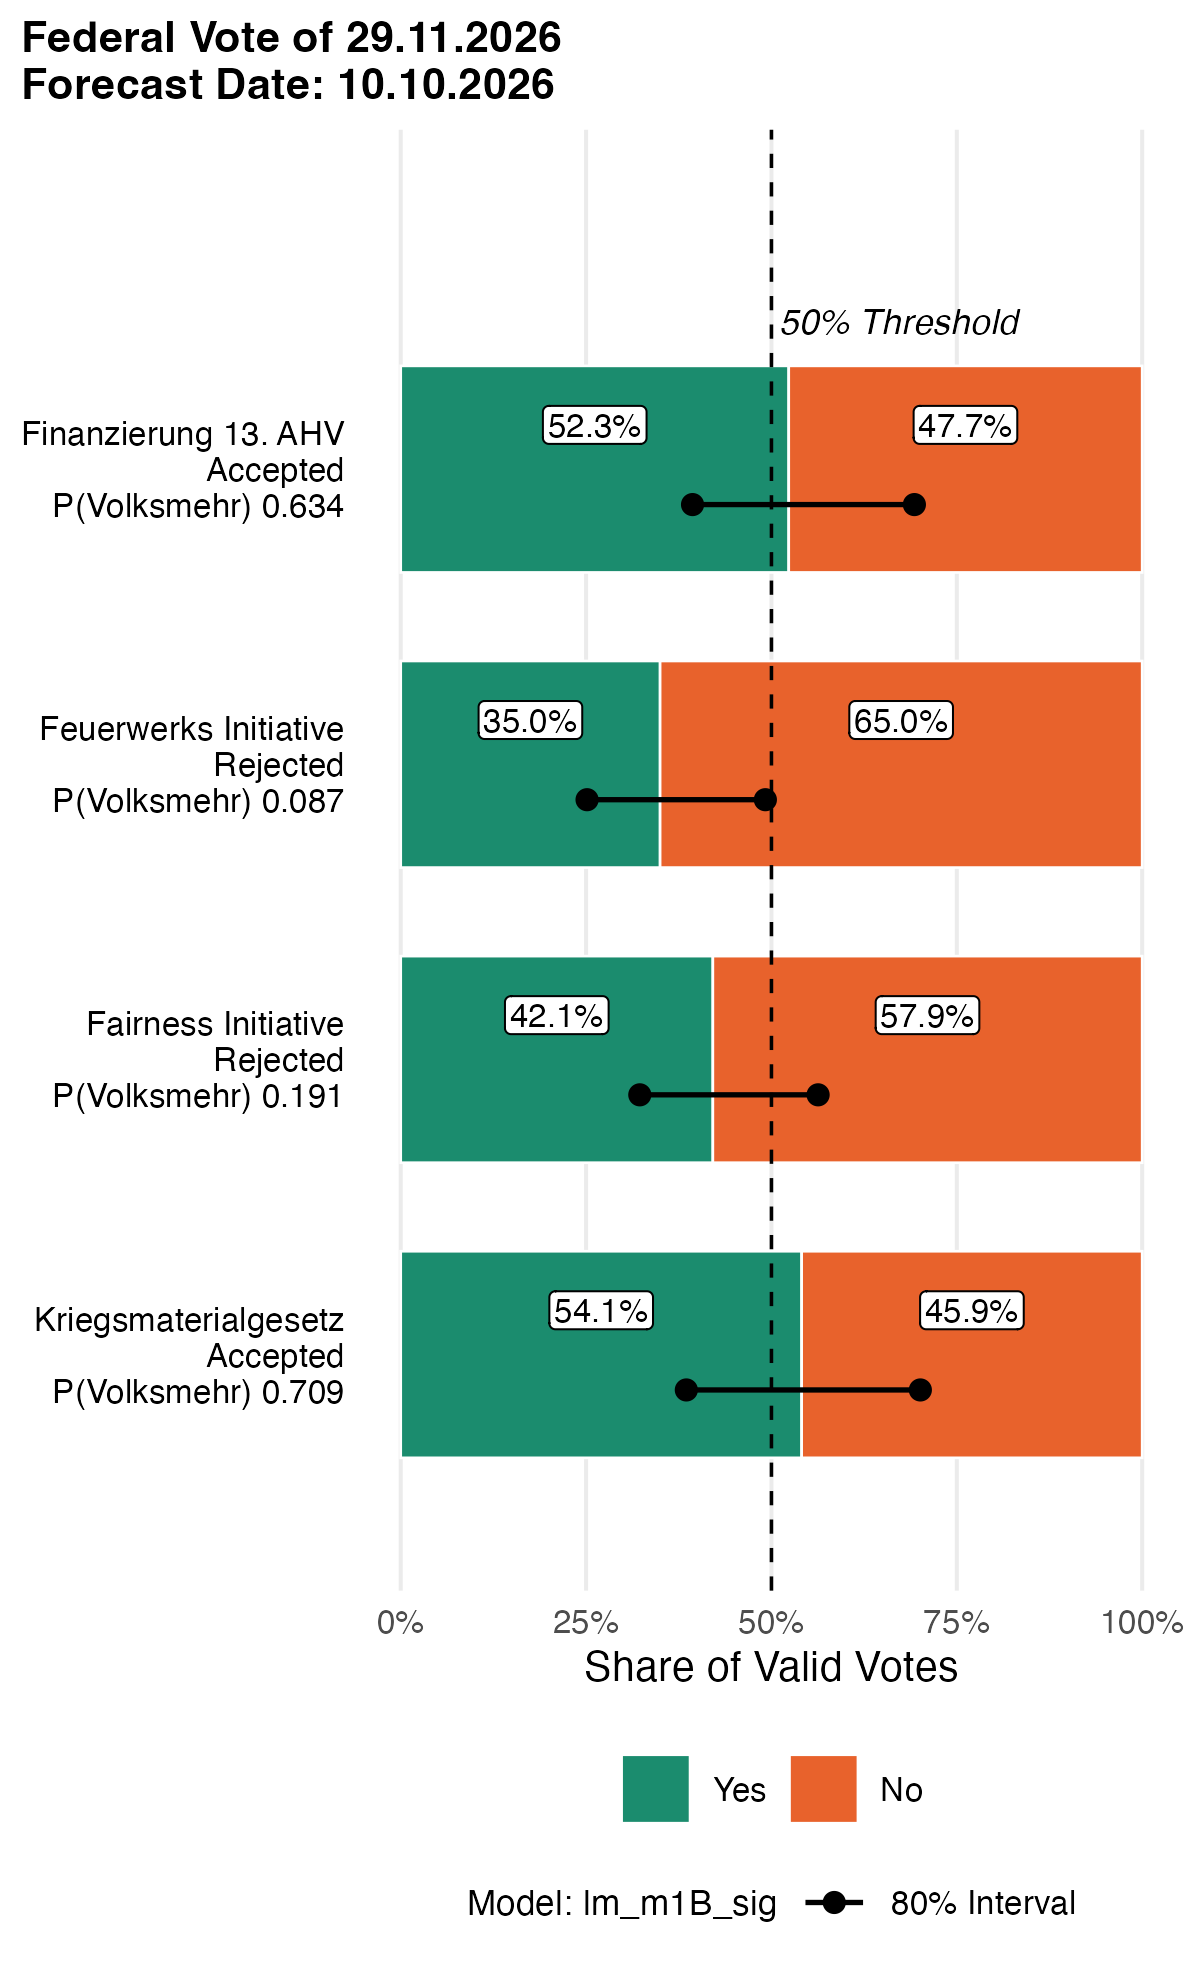 Federal Vote of 29.11.2026
Forecast Date: 10.10.2026
50% Threshold
Finanzierung 13. AHV
Accepted
P(Volksmehr) 0.634
52.3%
47.7%
Feuerwerks Initiative
Rejected
P(Volksmehr) 0.087
35.0%
65.0%
Fairness Initiative
Rejected
P(Volksmehr) 0.191
42.1%
57.9%
Kriegsmaterialgesetz
Accepted
P(Volksmehr) 0.709
54.1%
45.9%
0% 25% 50% 75% 100%
Share of Valid Votes
Yes No
Model: lm_m1B_sig 80% Interval